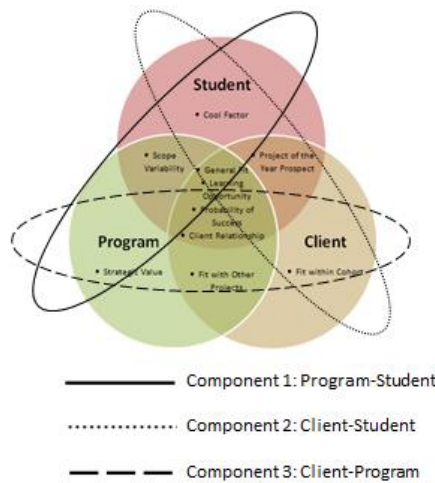 Student
• Cool Factor
• Scope
Variability
• General Fit
• Learning
Opportunity
• Probability of
Success
• Client Relationship
• Project of the
Year Prospect
Program
Client
• Strategic Value
• Fit with Other
Projects
• Fit within Cohort
Component 1: Program-Student
Component 2: Client-Student
Component 3: Client-Program